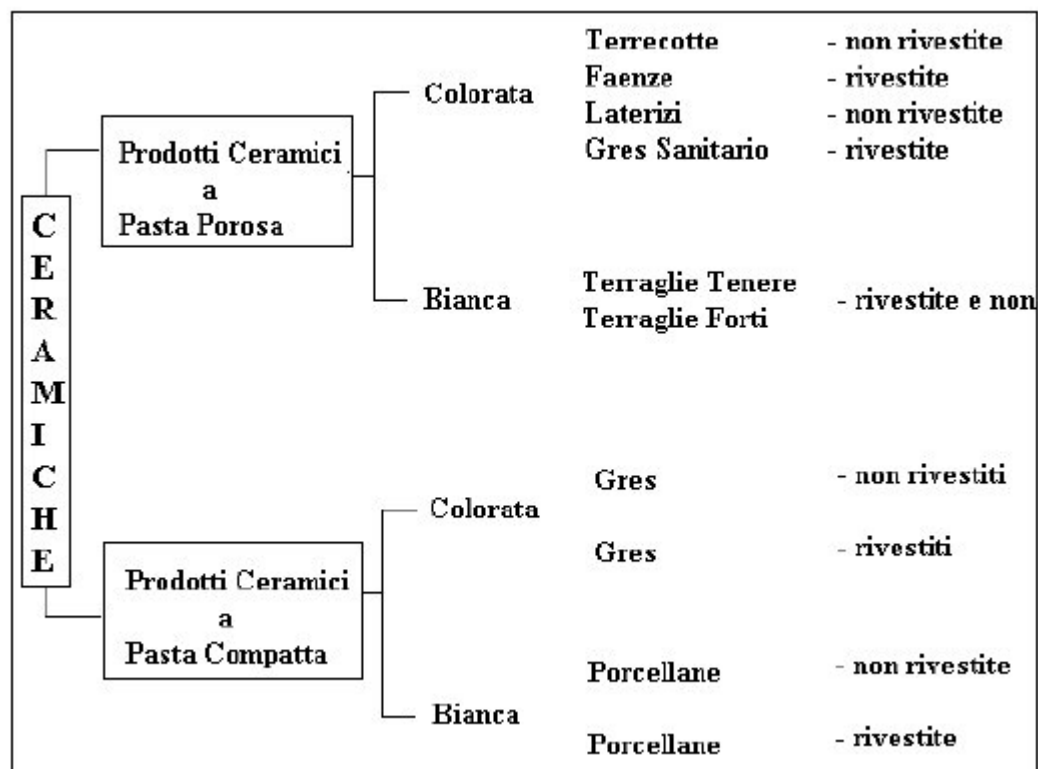 CERAMICHE
Prodotti Ceramici
a
Pasta Porosa
Colorata
Terrecotte - non rivestite
Faenze - rivestite
Laterizi - non rivestite
Gres Sanitario - rivestite
Bianca
Terraglie Tenere
Terraglie Forti
- rivestite e non
Prodotti Ceramici
a
Pasta Compatta
Colorata
Gres - non rivestiti
Gres - rivestiti
Bianca
Porcellane - non rivestite
Porcellane - rivestite